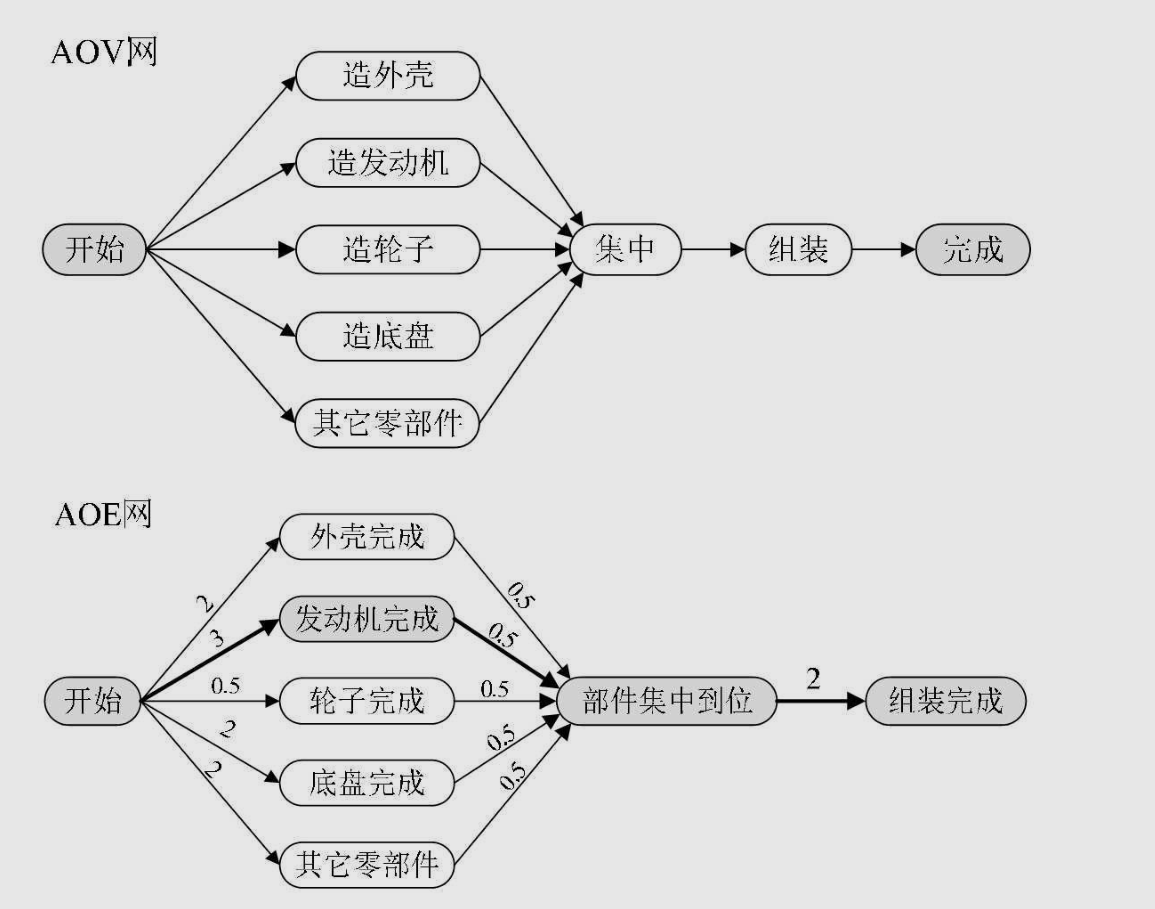 AOV网
造外壳
造发动机
开始
造轮子
集中
组装
完成
造底盘
其它零部件
AOE网
外壳完成
2
0.5
发动机完成
3
0.5
开始
0.5
轮子完成
0.5
部件集中到位
2
组装完成
2
底盘完成
0.5
2
其它零部件
0.5